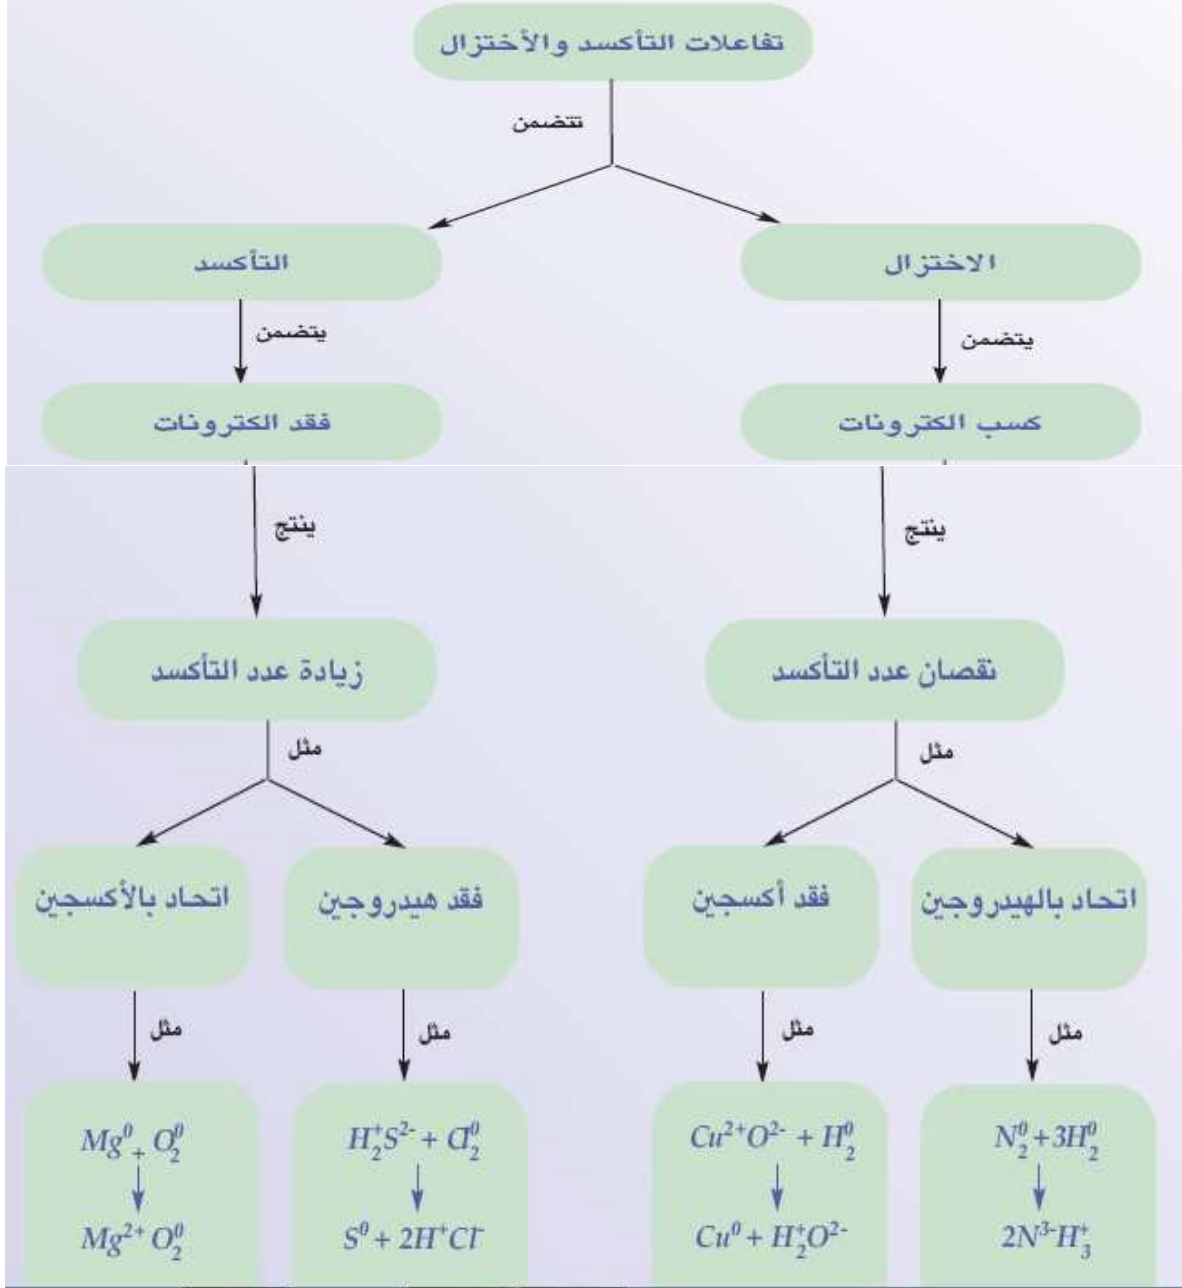 تفاعلات التأكسد والأختزال
تتضمن
الاختزال
التأكسد
يتضمن
يتضمن
كسب الكترونات
فقد الكترونات
ينتج
ينتج
نقصان عدد التأكسد
زيادة عدد التأكسد
مثل
مثل
اتحاد بالهيدروجين
فقد أكسجين
فقد هيدروجين
اتحاد بالأكسجين
مثل
مثل
مثل
مثل
N₂⁰ + 3H₂⁰
2N³⁻H₃⁺
Cu²⁺O²⁻ + H₂⁰
Cu⁰ + H₂⁺O²⁻
H₂⁺S²⁻ + Cl₂⁰
S⁰ + 2H⁺Cl⁻
Mg⁰ + O₂⁰
Mg²⁺ O₂⁰